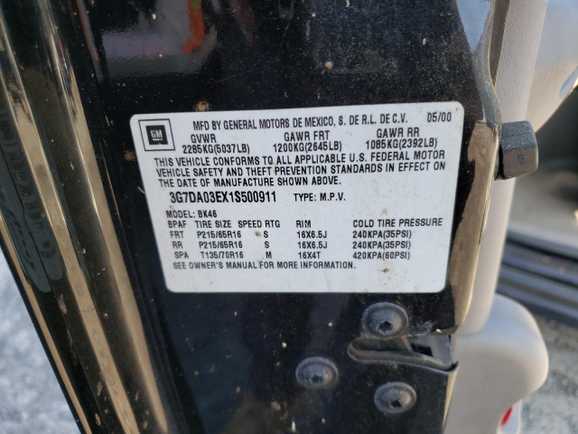 MFD BY GENERAL MOTORS DE MEXICO, S. DE R.L. DE C.V. 05/00
GM
GVWR GAWR FRT GAWR RR
2285KG(5037LB) 1200KG(2645LB) 1085KG(2392LB)
THIS VEHICLE CONFORMS TO ALL APPLICABLE U.S. FEDERAL MOTOR
VEHICLE SAFETY AND THEFT PREVENTION STANDARDS IN EFFECT ON
THE DATE OF MANUFACTURE SHOWN ABOVE.
3G7DA03EX1S500911 TYPE: M.P.V.
MODEL: BK46
BPAF TIRE SIZE SPEED RTG RIM COLD TIRE PRESSURE
FRT P215/65R16 S 16X6.5J 240KPA(35PSI)
RR P215/65R16 S 16X6.5J 240KPA(35PSI)
SPA T135/70R16 M 16X4T 420KPA(60PSI)
SEE OWNER'S MANUAL FOR MORE INFORMATION.